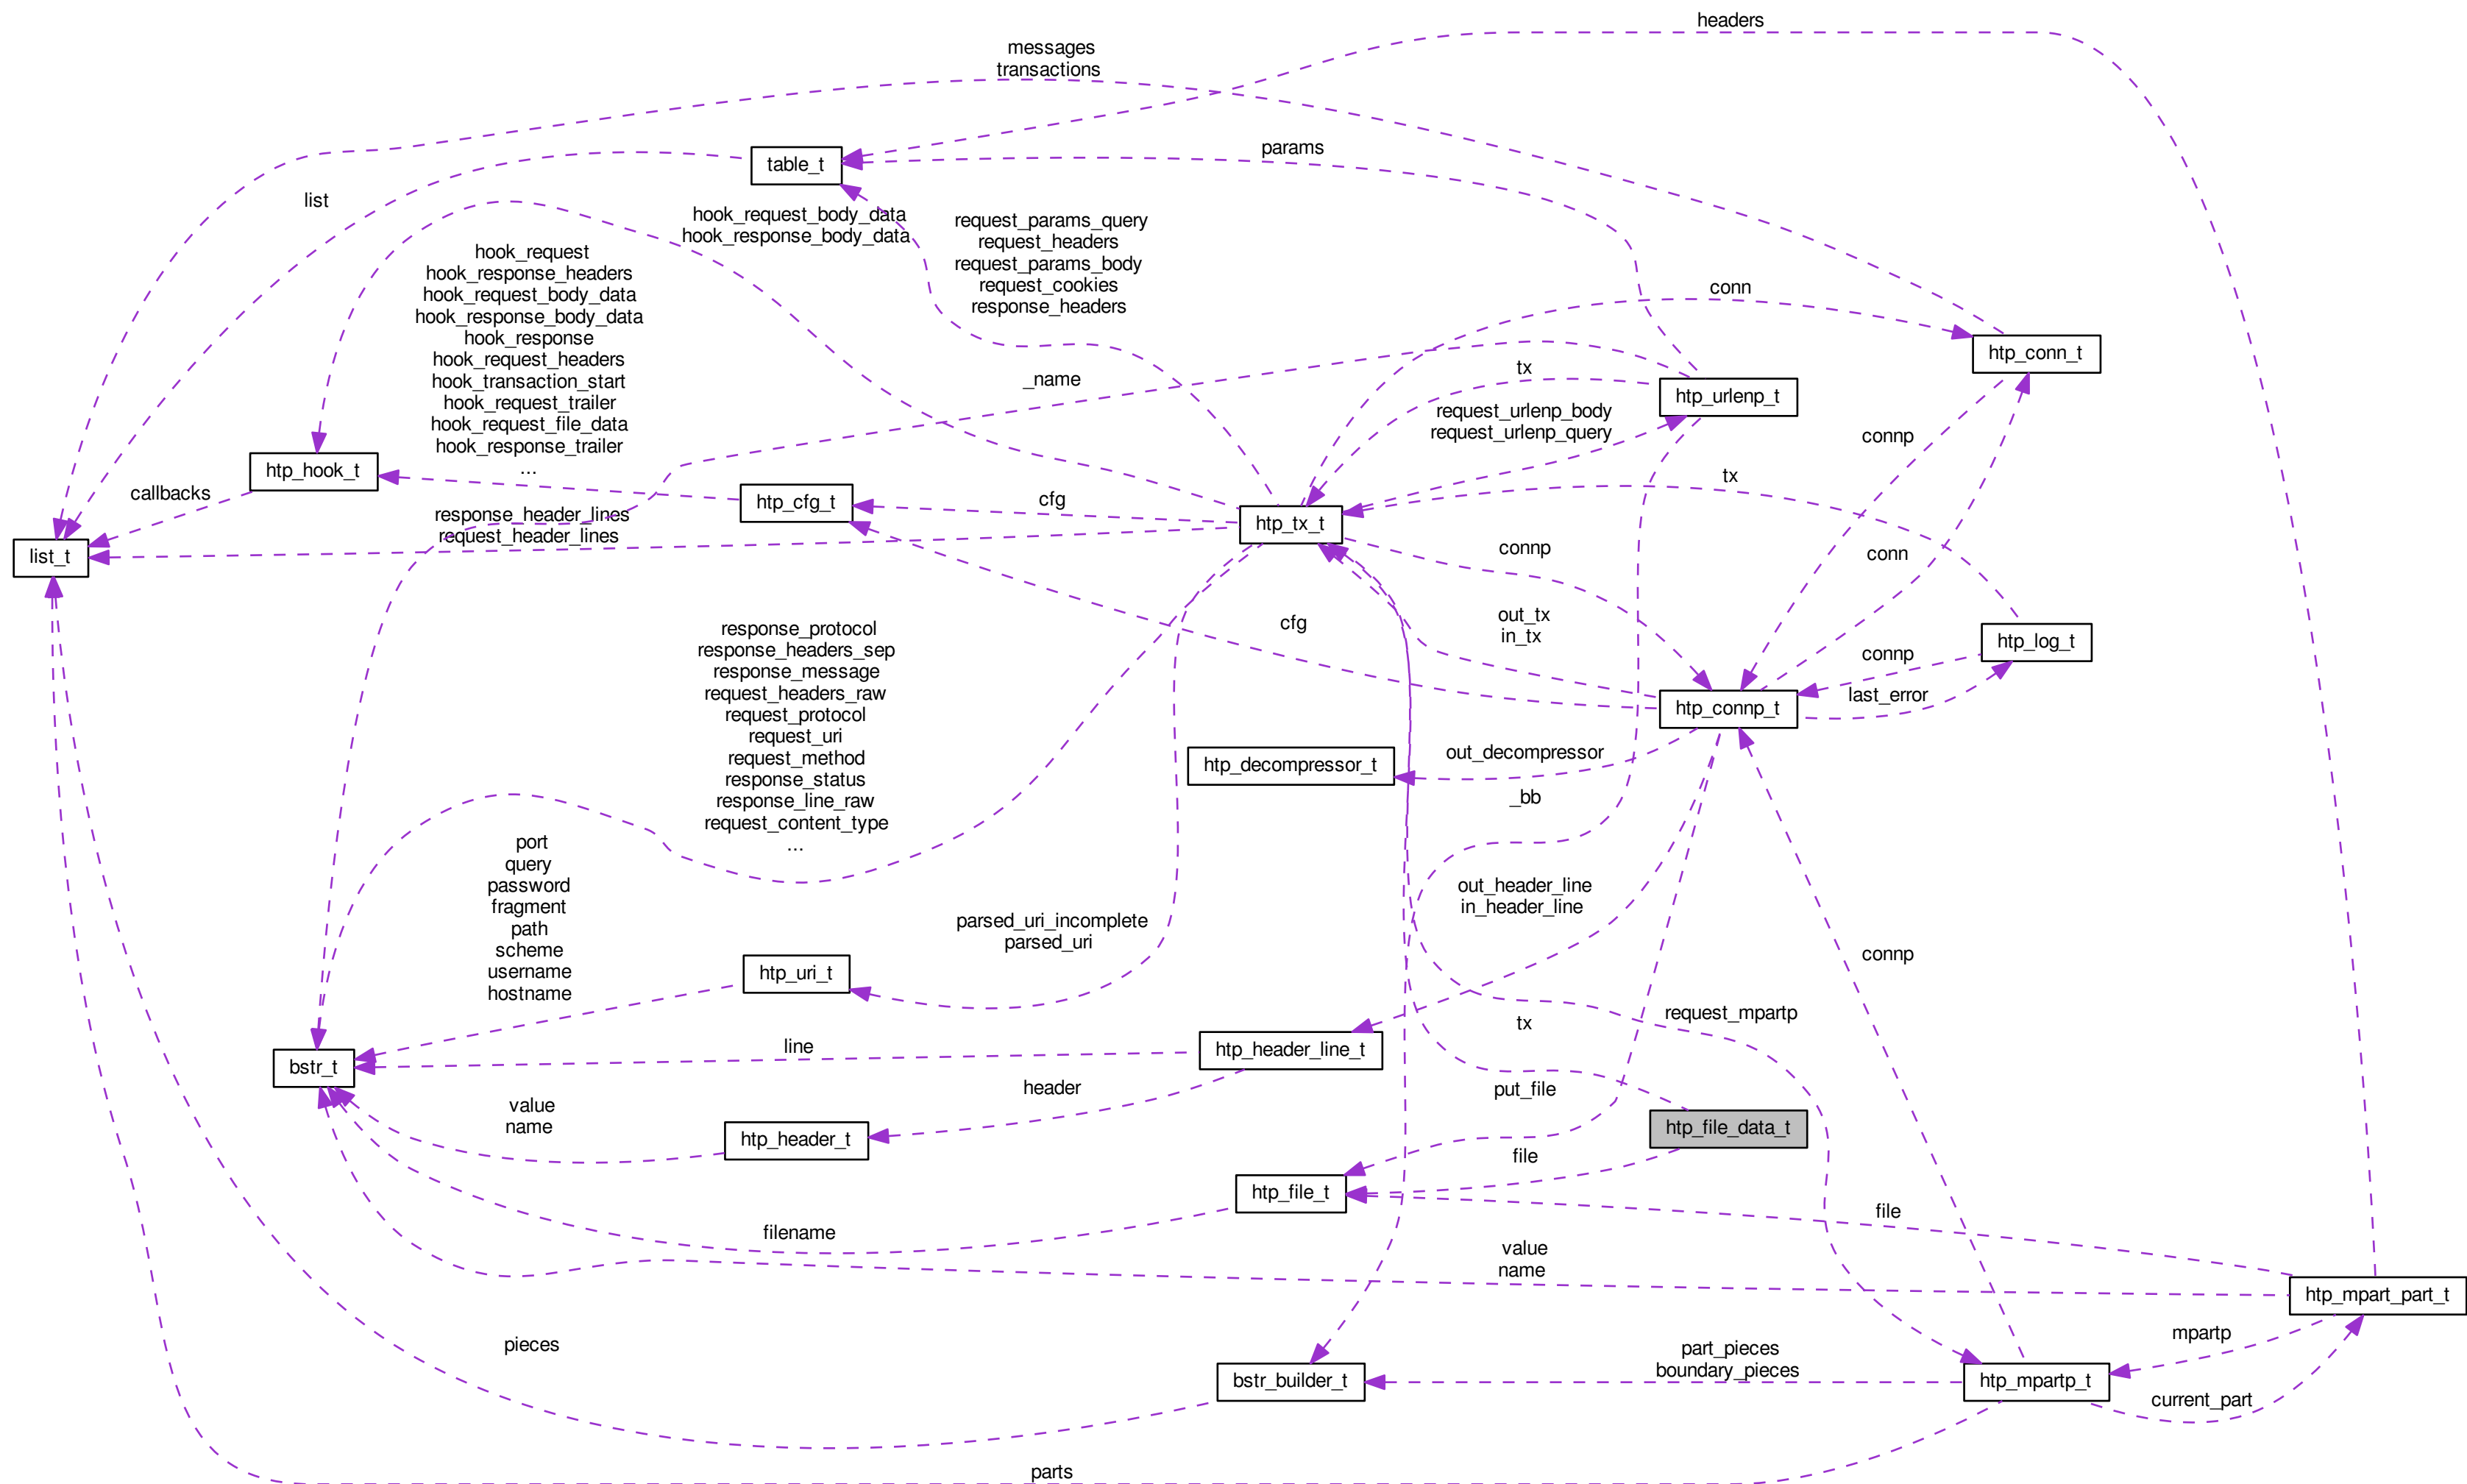 headers
messages
transactions
table_t
params
list
hook_request_body_data
hook_response_body_data
request_params_query
request_headers
request_params_body
request_cookies
response_headers
hook_request
hook_response_headers
hook_request_body_data
hook_response_body_data
hook_response
hook_request_headers
hook_transaction_start
hook_request_trailer
hook_request_file_data
hook_response_trailer
...
conn
htp_conn_t
tx
_name
htp_urlenp_t
request_urlenp_body
request_urlenp_query
connp
htp_hook_t
callbacks
htp_cfg_t
cfg
tx
response_header_lines
request_header_lines
htp_tx_t
list_t
connp
conn
out_tx
in_tx
cfg
htp_log_t
connp
last_error
htp_connp_t
response_protocol
response_headers_sep
response_message
request_headers_raw
request_protocol
request_uri
request_method
response_status
response_line_raw
request_content_type
...
htp_decompressor_t
out_decompressor
_bb
port
query
password
fragment
path
scheme
username
hostname
out_header_line
in_header_line
parsed_uri_incomplete
parsed_uri
htp_uri_t
connp
request_mpartp
tx
bstr_t
line
htp_header_line_t
header
put_file
value
name
htp_header_t
htp_file_data_t
file
htp_file_t
file
filename
value
name
htp_mpart_part_t
mpartp
pieces
part_pieces
boundary_pieces
bstr_builder_t
htp_mpartp_t
current_part
parts